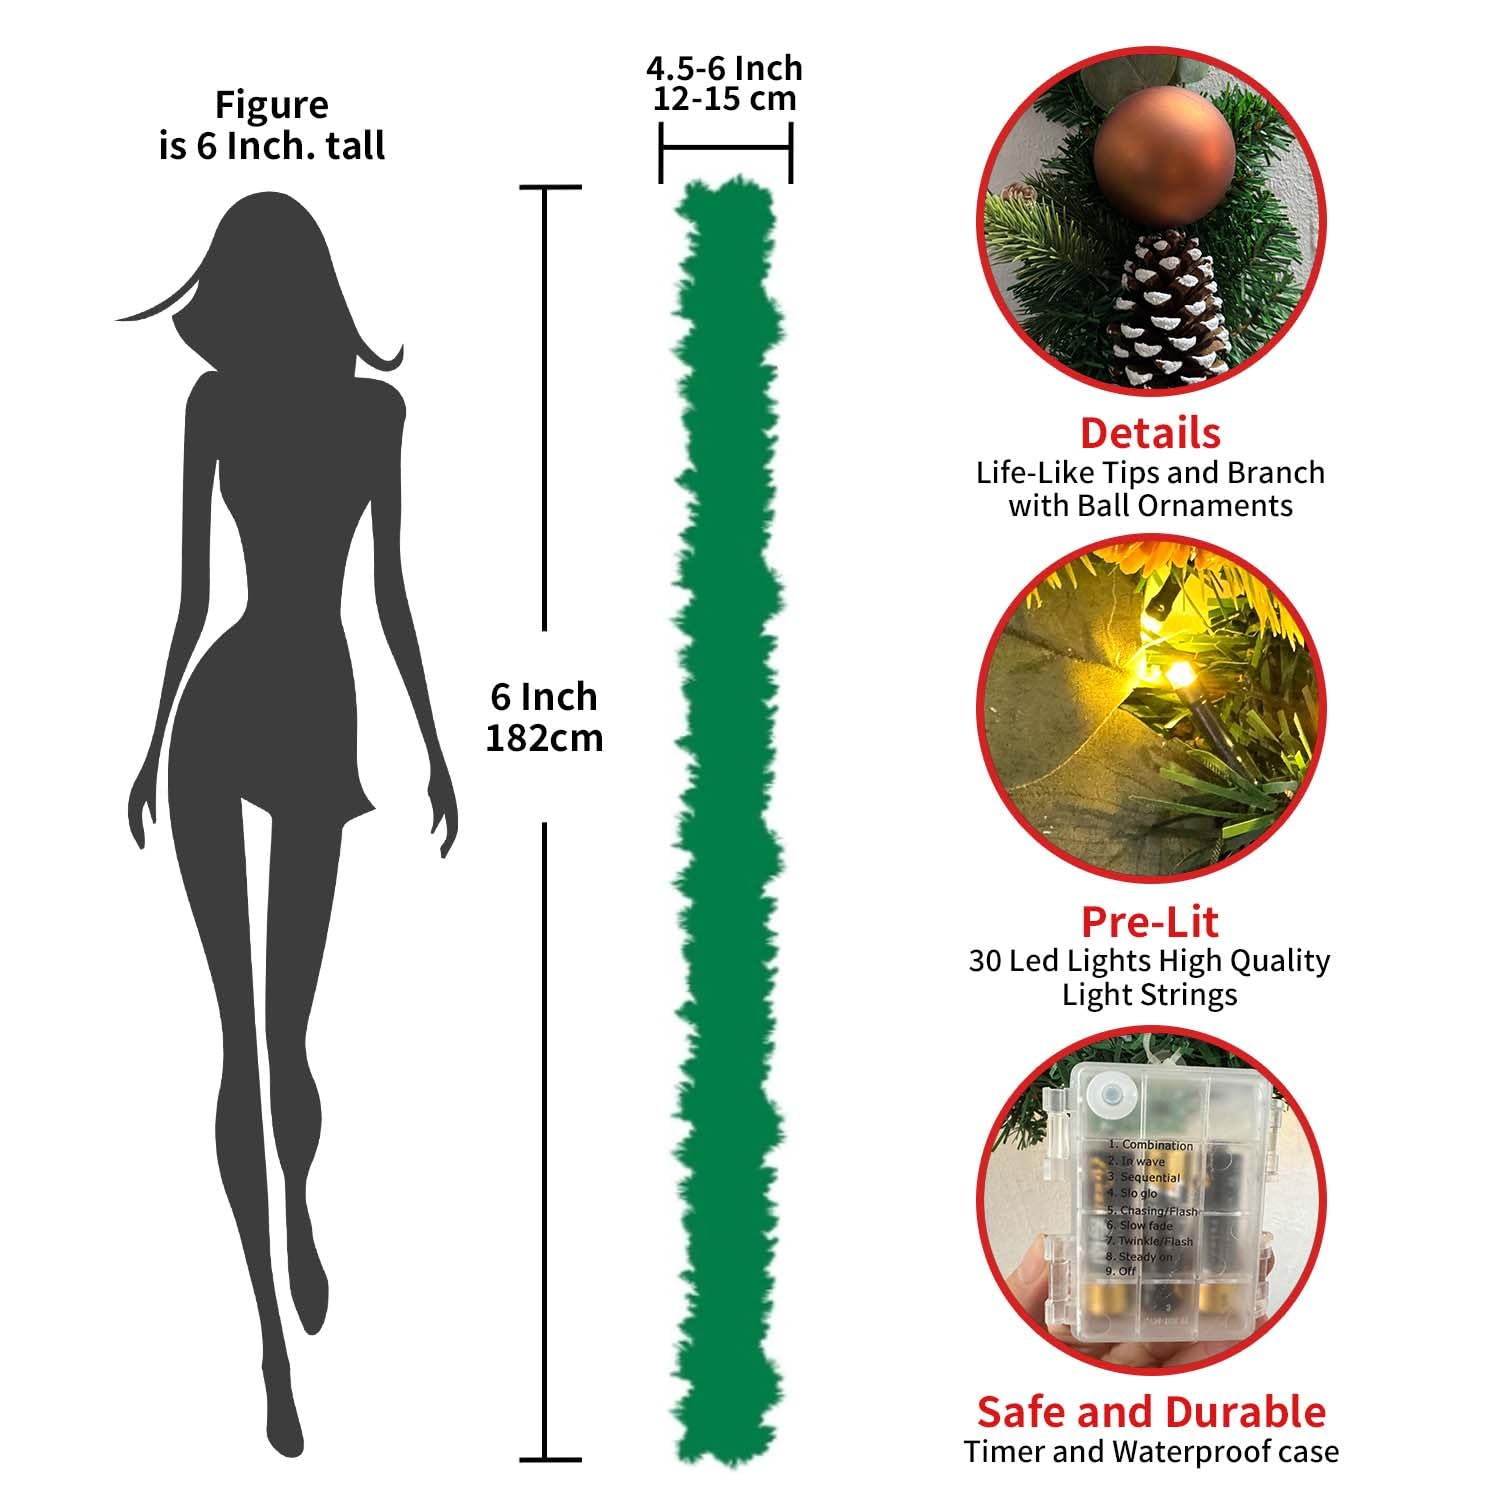 Figure
is 6 Inch. tall
4.5-6 Inch
12-15 cm
6 Inch
182cm
Details
Life-Like Tips and Branch
with Ball Ornaments
Pre-Lit
30 Led Lights High Quality
Light Strings
1. Combination
2. In wave
3. Sequential
4. Slo glo
5. Chasing/Flash
6. Slow fade
7. Twinkle/Flash
8. Steady on
9. Off
Safe and Durable
Timer and Waterproof case